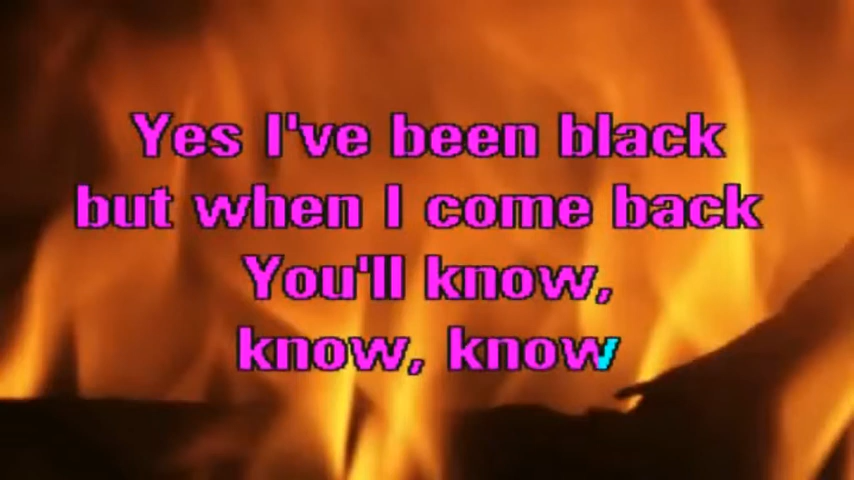 Yes I've been black
but when I come back
You'll know,
know, know